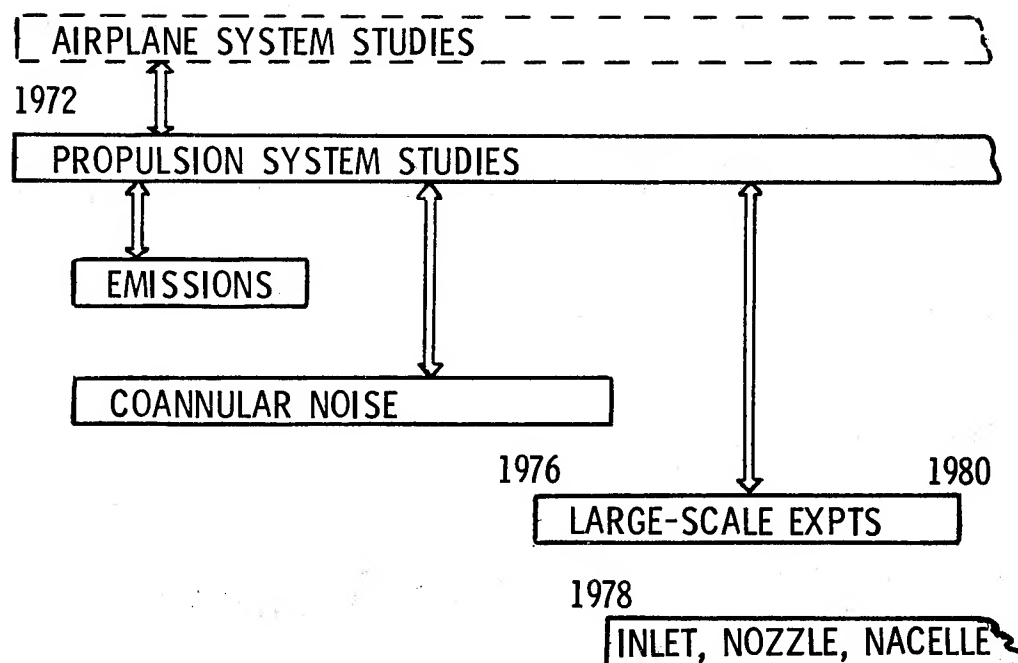 AIRPLANE SYSTEM STUDIES
1972
PROPULSION SYSTEM STUDIES
EMISSIONS
COANNULAR NOISE
1976
1980
LARGE-SCALE EXPTS
1978
INLET, NOZZLE, NACELLE